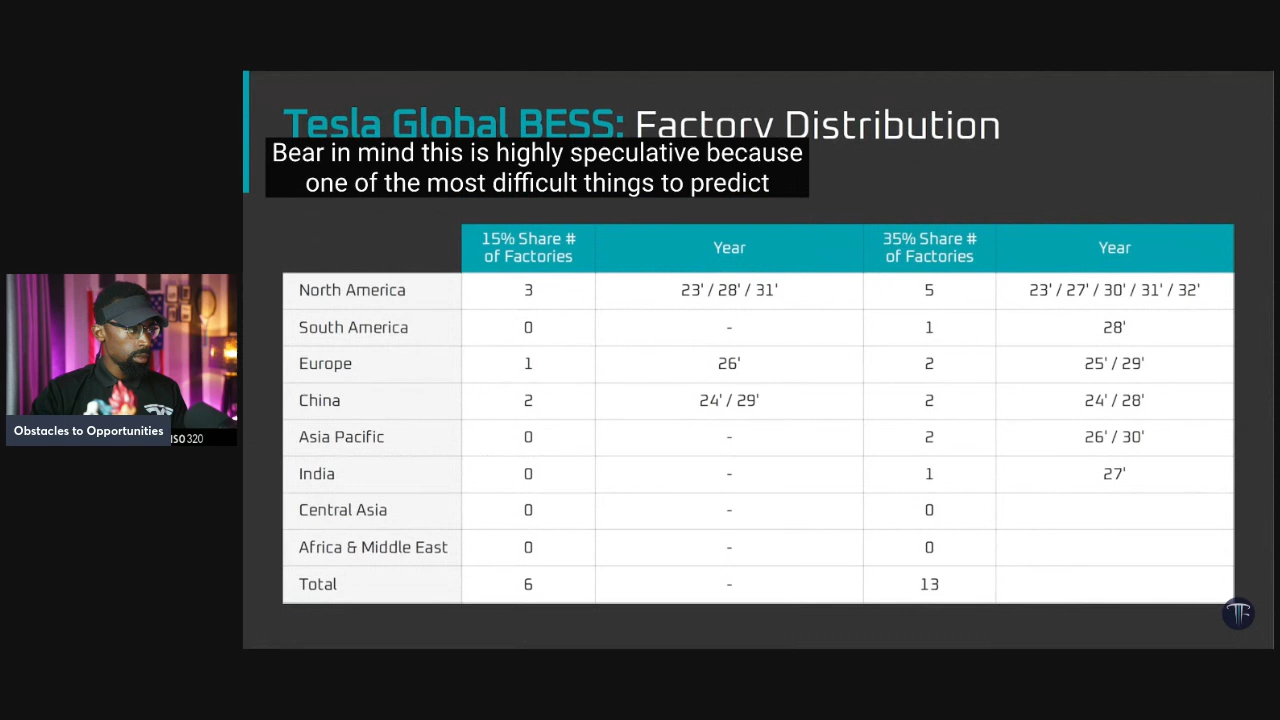 Tesla Global BESS: Factory Distribution
Bear in mind this is highly speculative because
one of the most difficult things to predict
15% Share #
of Factories
Year
35% Share #
of Factories
Year
North America 3 23' / 28' / 31' 5 23' / 27' / 30' / 31' / 32'
South America 0 - 1 28'
Europe 1 26' 2 25' / 29'
China 2 24' / 29' 2 24' / 28'
Asia Pacific 0 - 2 26' / 30'
India 0 - 1 27'
Central Asia 0 - 0
Africa & Middle East 0 - 0
Total 6 - 13
Obstacles to Opportunities
ISO 320
TF